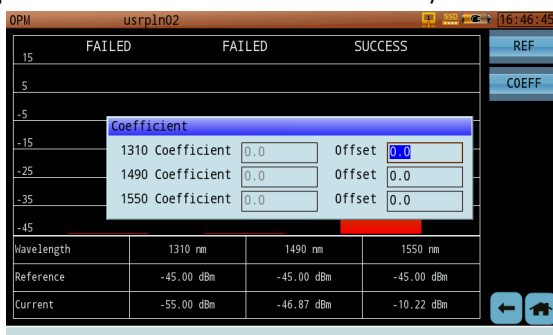 OPM usrpln02 SSD 16:46:45
FAILED FAILED SUCCESS REF
15
5 COEFF
-5
Coefficient
-15 1310 Coefficient 0.0 Offset 0.0
-25 1490 Coefficient 0.0 Offset 0.0
-35 1550 Coefficient 0.0 Offset 0.0
-45
Wavelength 1310 nm 1490 nm 1550 nm
Reference -45.00 dBm -45.00 dBm -45.00 dBm
Current -55.00 dBm -46.87 dBm -10.22 dBm